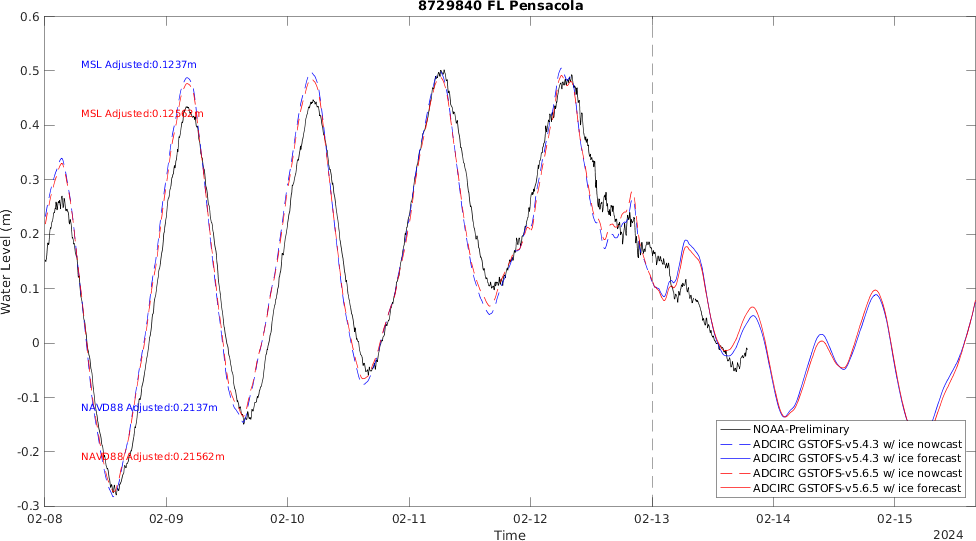 8729840 FL Pensacola
Water Level (m)
0.6
0.5
0.4
0.3
0.2
0.1
0
-0.1
-0.2
-0.3
MSL Adjusted:0.1237m
MSL Adjusted:0.12562m
NAVD88 Adjusted:0.2137m
NAVD88 Adjusted:0.21562m
NOAA-Preliminary
ADCIRC GSTOFS-v5.4.3 w/ ice nowcast
ADCIRC GSTOFS-v5.4.3 w/ ice forecast
ADCIRC GSTOFS-v5.6.5 w/ ice nowcast
ADCIRC GSTOFS-v5.6.5 w/ ice forecast
02-08 02-09 02-10 02-11 02-12 02-13 02-14 02-15
Time
2024